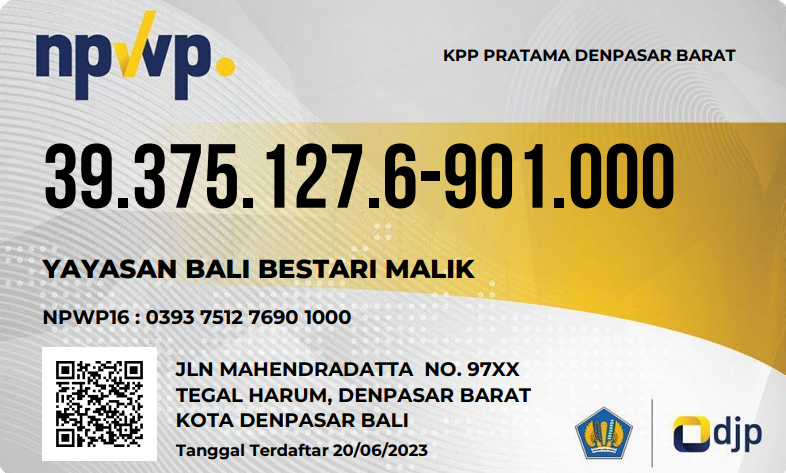 npwp.
KPP PRATAMA DENPASAR BARAT
39.375.127.6-901.000
YAYASAN BALI BESTARI MALIK
NPWP16 : 0393 7512 7690 1000
JLN MAHENDRADATTA NO. 97XX
TEGAL HARUM, DENPASAR BARAT
KOTA DENPASAR BALI
Tanggal Terdaftar 20/06/2023
djp